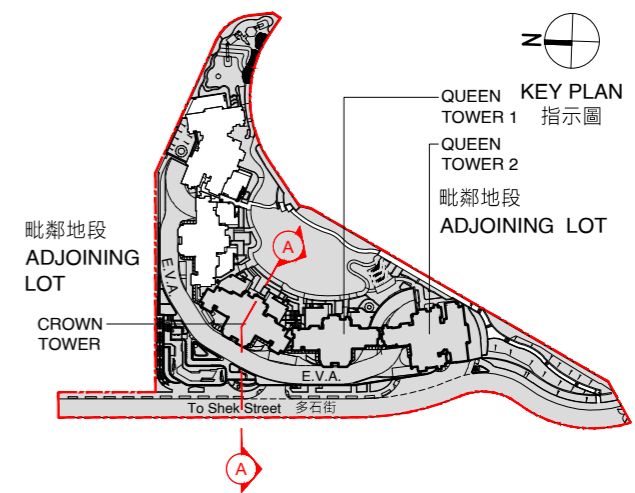 N
KEY PLAN
指示圖
QUEEN
TOWER 1
QUEEN
TOWER 2
毗鄰地段
ADJOINING LOT
毗鄰地段
ADJOINING
LOT
A
E.V.A.
CROWN
TOWER
E.V.A.
To Shek Street 多石街
A